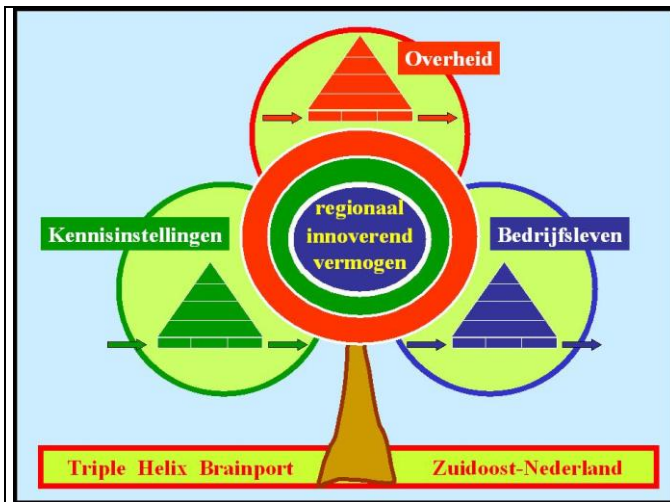 Overheid
Kennisinstellingen
regionaal
innoverend
vermogen
Bedrijfsleven
Triple Helix Brainport
Zuidoost-Nederland